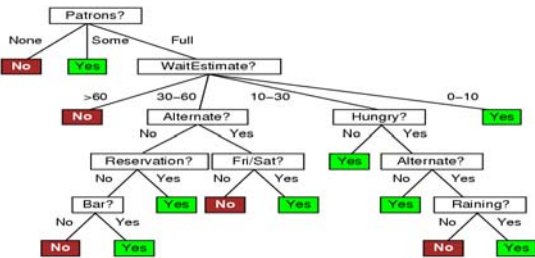 Patrons?
None Some Full
No Yes WaitEstimate?
>60 30–60 10–30 0–10
No Alternate? Hungry? Yes
No Yes No Yes
Reservation? Fri/Sat? Yes Alternate?
No Yes No Yes No Yes
Bar? Yes No Yes Yes Raining?
No Yes No Yes
No Yes No Yes